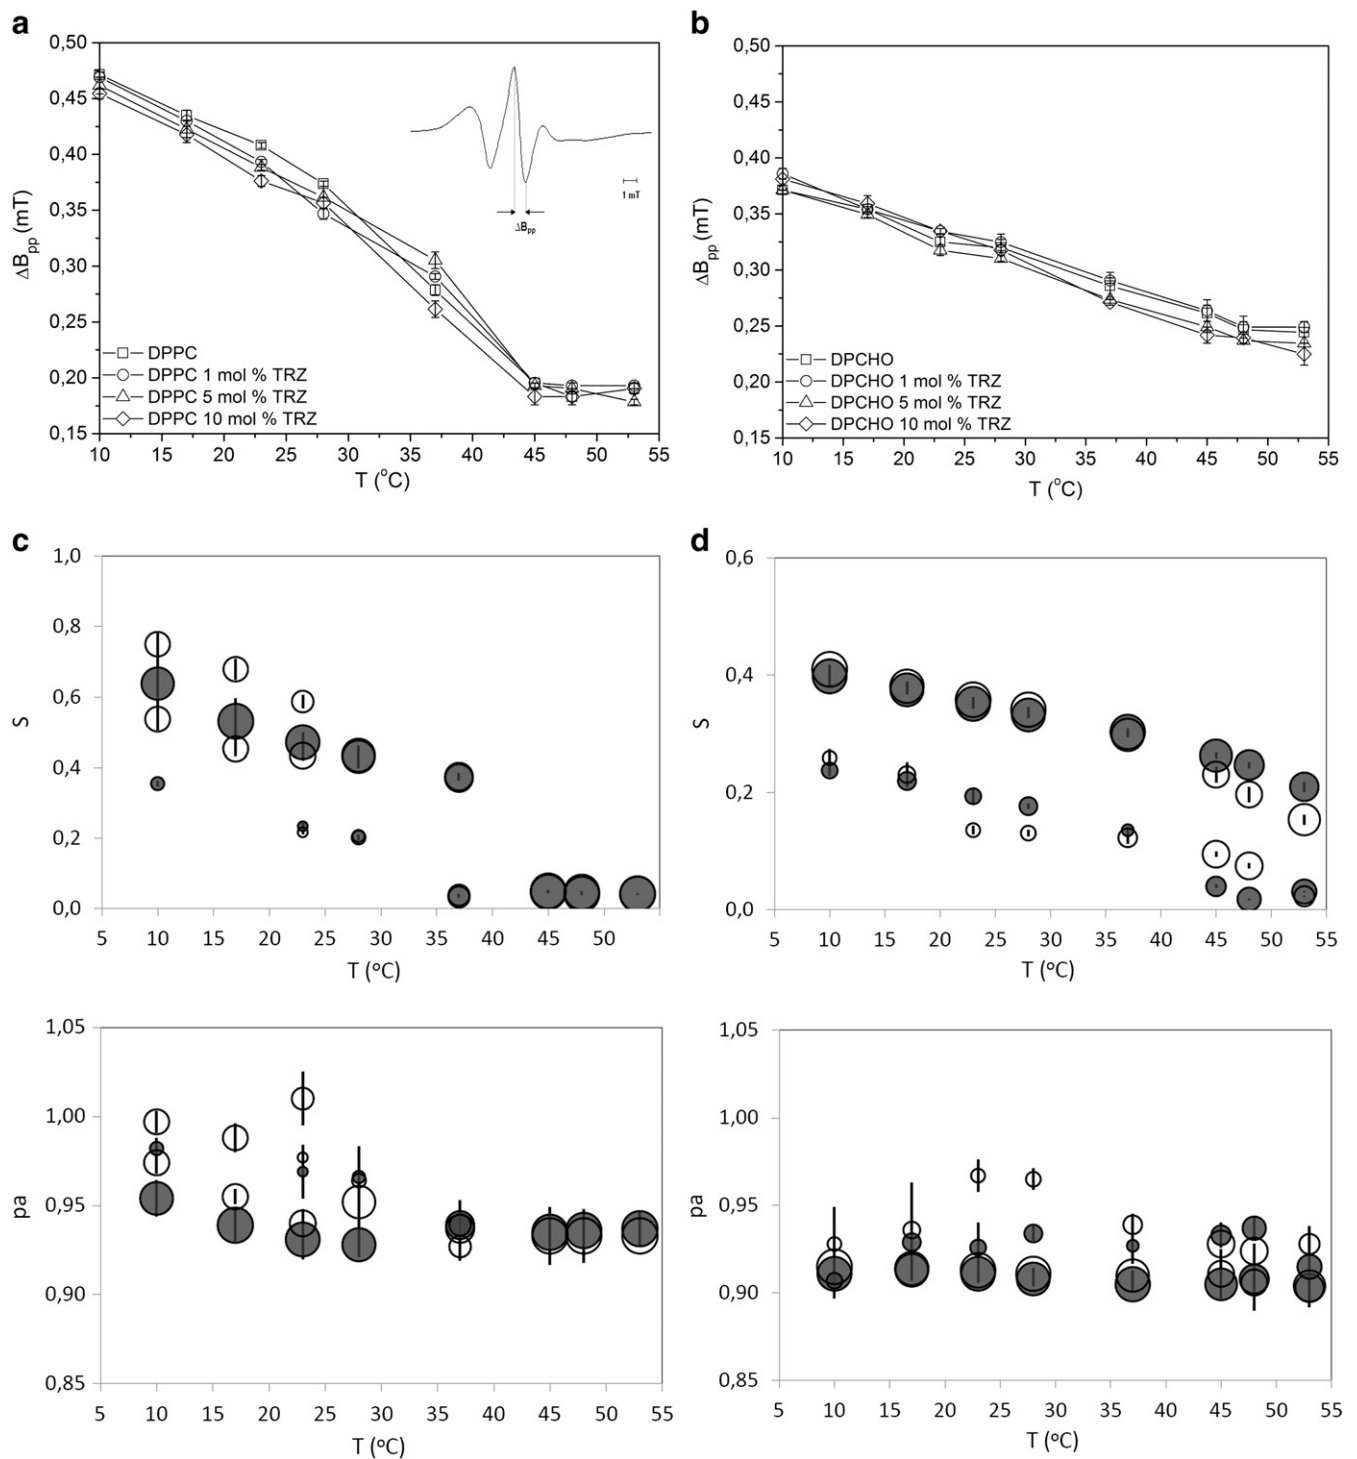 a
0,50
0,45
0,40
0,35
0,30
0,25
0,20
0,15
ΔBpp (mT)
1 mT
ΔBpp
DPPC
DPPC 1 mol % TRZ
DPPC 5 mol % TRZ
DPPC 10 mol % TRZ
10 15 20 25 30 35 40 45 50 55
T (°C)
b
0,50
0,45
0,40
0,35
0,30
0,25
0,20
0,15
ΔBpp (mT)
DPCHO
DPCHO 1 mol % TRZ
DPCHO 5 mol % TRZ
DPCHO 10 mol % TRZ
10 15 20 25 30 35 40 45 50 55
T (°C)
c
1,0
0,8
0,6
0,4
0,2
0,0
S
5 10 15 20 25 30 35 40 45 50
T (°C)
d
0,6
0,4
0,2
0,0
S
5 10 15 20 25 30 35 40 45 50 55
T (°C)
1,05
1,00
0,95
0,90
0,85
pa
5 10 15 20 25 30 35 40 45 50 55
T (°C)
1,05
1,00
0,95
0,90
0,85
pa
5 10 15 20 25 30 35 40 45 50 55
T (°C)